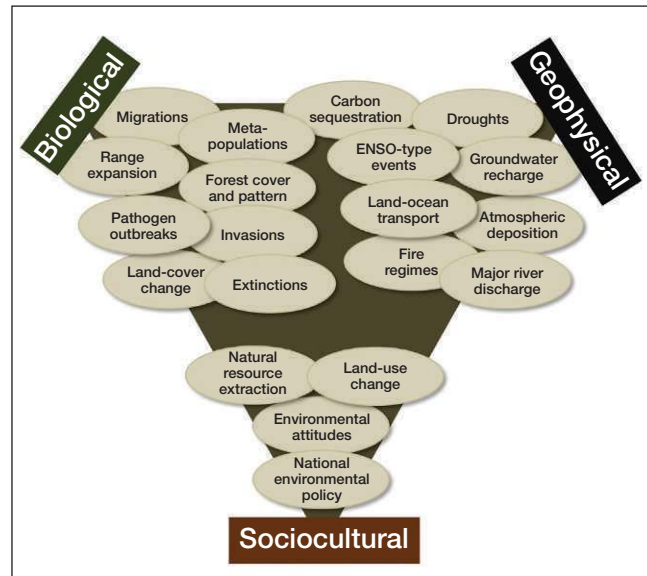 Biological
Geophysical
Migrations
Meta-
populations
Carbon
sequestration
Droughts
Range
expansion
Forest cover
and pattern
ENSO-type
events
Groundwater
recharge
Pathogen
outbreaks
Invasions
Land-ocean
transport
Atmospheric
deposition
Land-cover
change
Extinctions
Fire
regimes
Major river
discharge
Natural
resource
extraction
Land-use
change
Environmental
attitudes
National
environmental
policy
Sociocultural